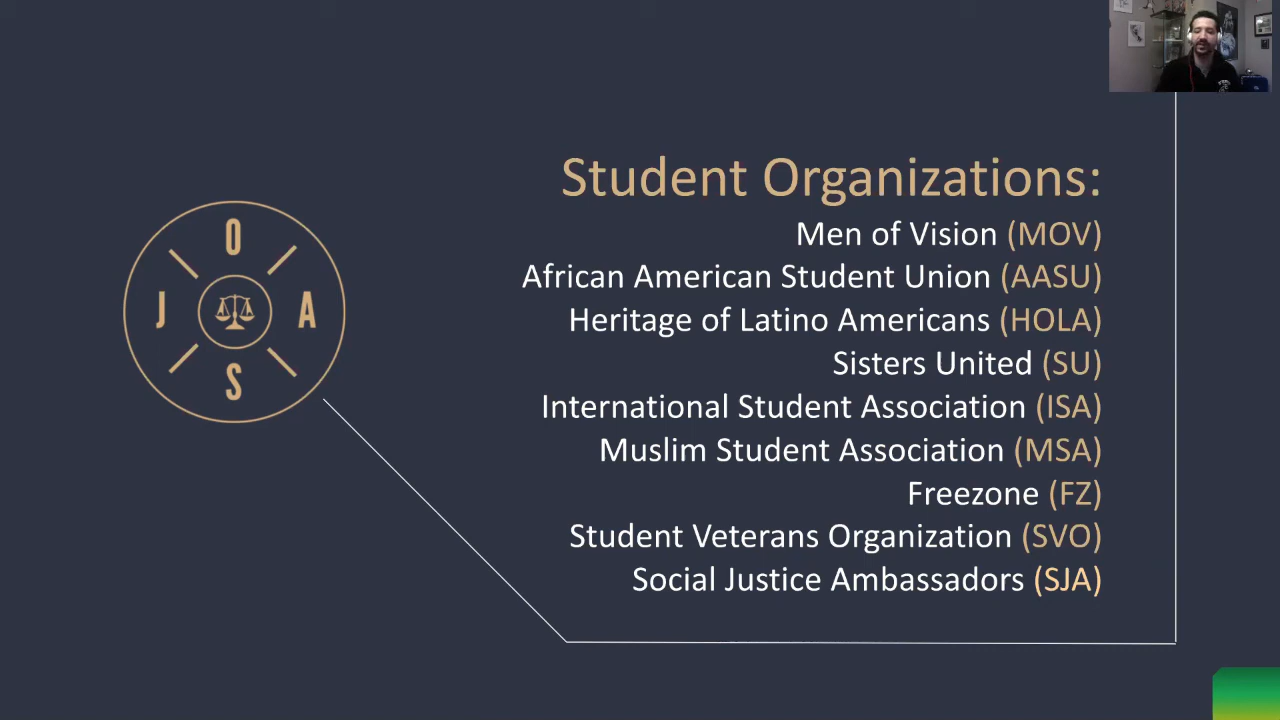 Student Organizations:
Men of Vision (MOV)
African American Student Union (AASU)
Heritage of Latino Americans (HOLA)
Sisters United (SU)
International Student Association (ISA)
Muslim Student Association (MSA)
Freezone (FZ)
Student Veterans Organization (SVO)
Social Justice Ambassadors (SJA)
O
J A
S